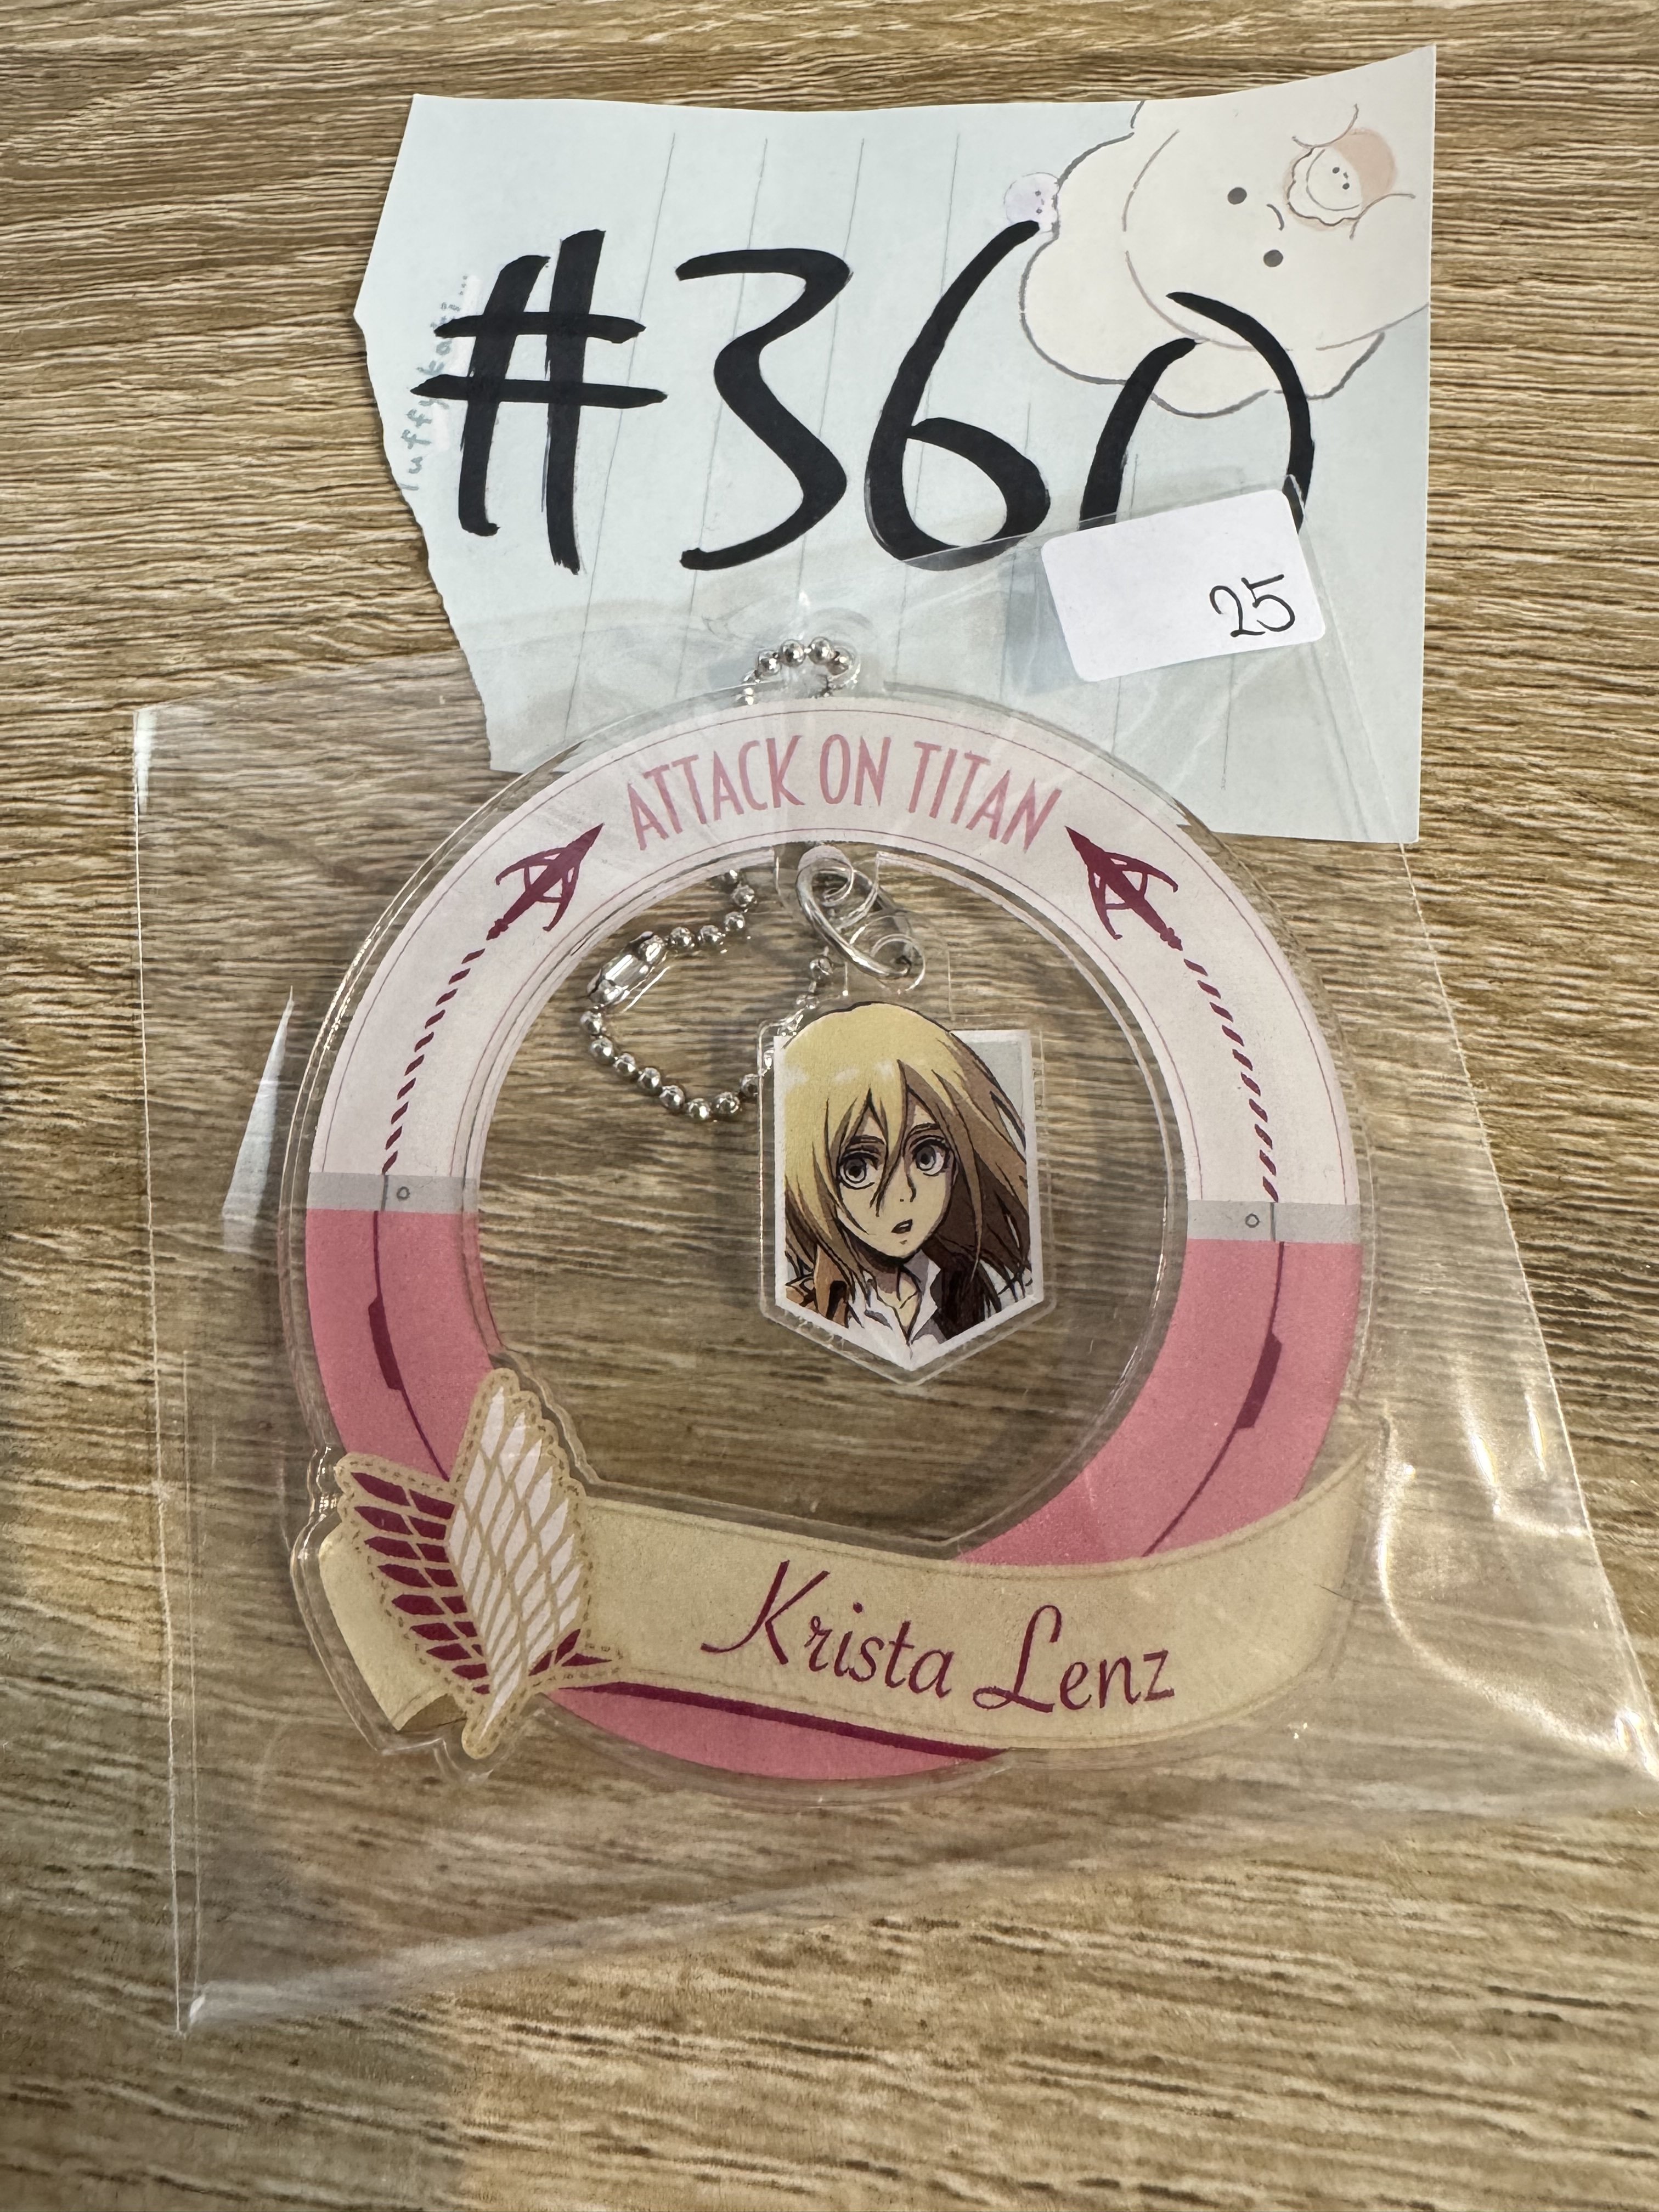 #360
25
ATTACK ON TITAN
Krista Lenz